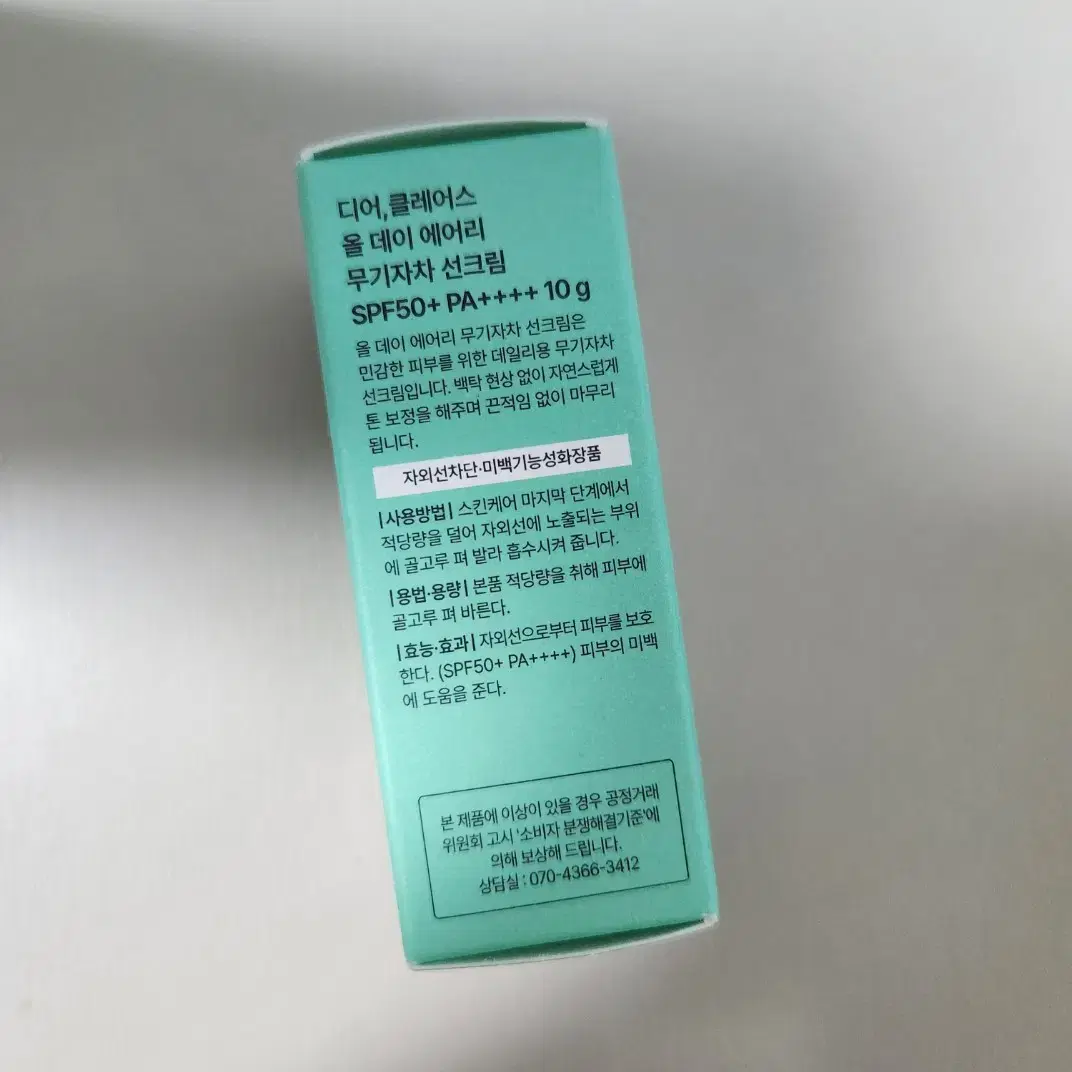 디어,클레어스
올 데이 에어리
무기자차 선크림
SPF50+ PA++++ 10 g
올 데이 에어리 무기자차 선크림은
민감한 피부를 위한 데일리용 무기자차
선크림입니다. 백탁 현상 없이 자연스럽게
톤 보정을 해주며 끈적임 없이 마무리
됩니다.
자외선차단·미백기능성화장품
|사용방법| 스킨케어 마지막 단계에서
적당량을 덜어 자외선에 노출되는 부위
에 골고루 펴 발라 흡수시켜 줍니다.
|용법·용량| 본품 적당량을 취해 피부에
골고루 펴 바른다.
|효능·효과| 자외선으로부터 피부를 보호
한다. (SPF50+ PA++++) 피부의 미백
에 도움을 준다.
본 제품에 이상이 있을 경우 공정거래
위원회 고시 '소비자 분쟁해결기준'에
의해 보상해 드립니다.
상담실 : 070-4366-3412